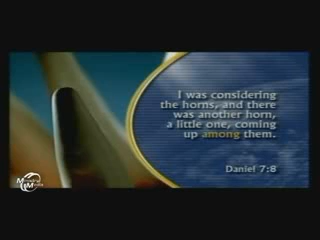 I was considering
the horns, and there
was another horn,
a little one, coming
up among them.
Daniel 7:8